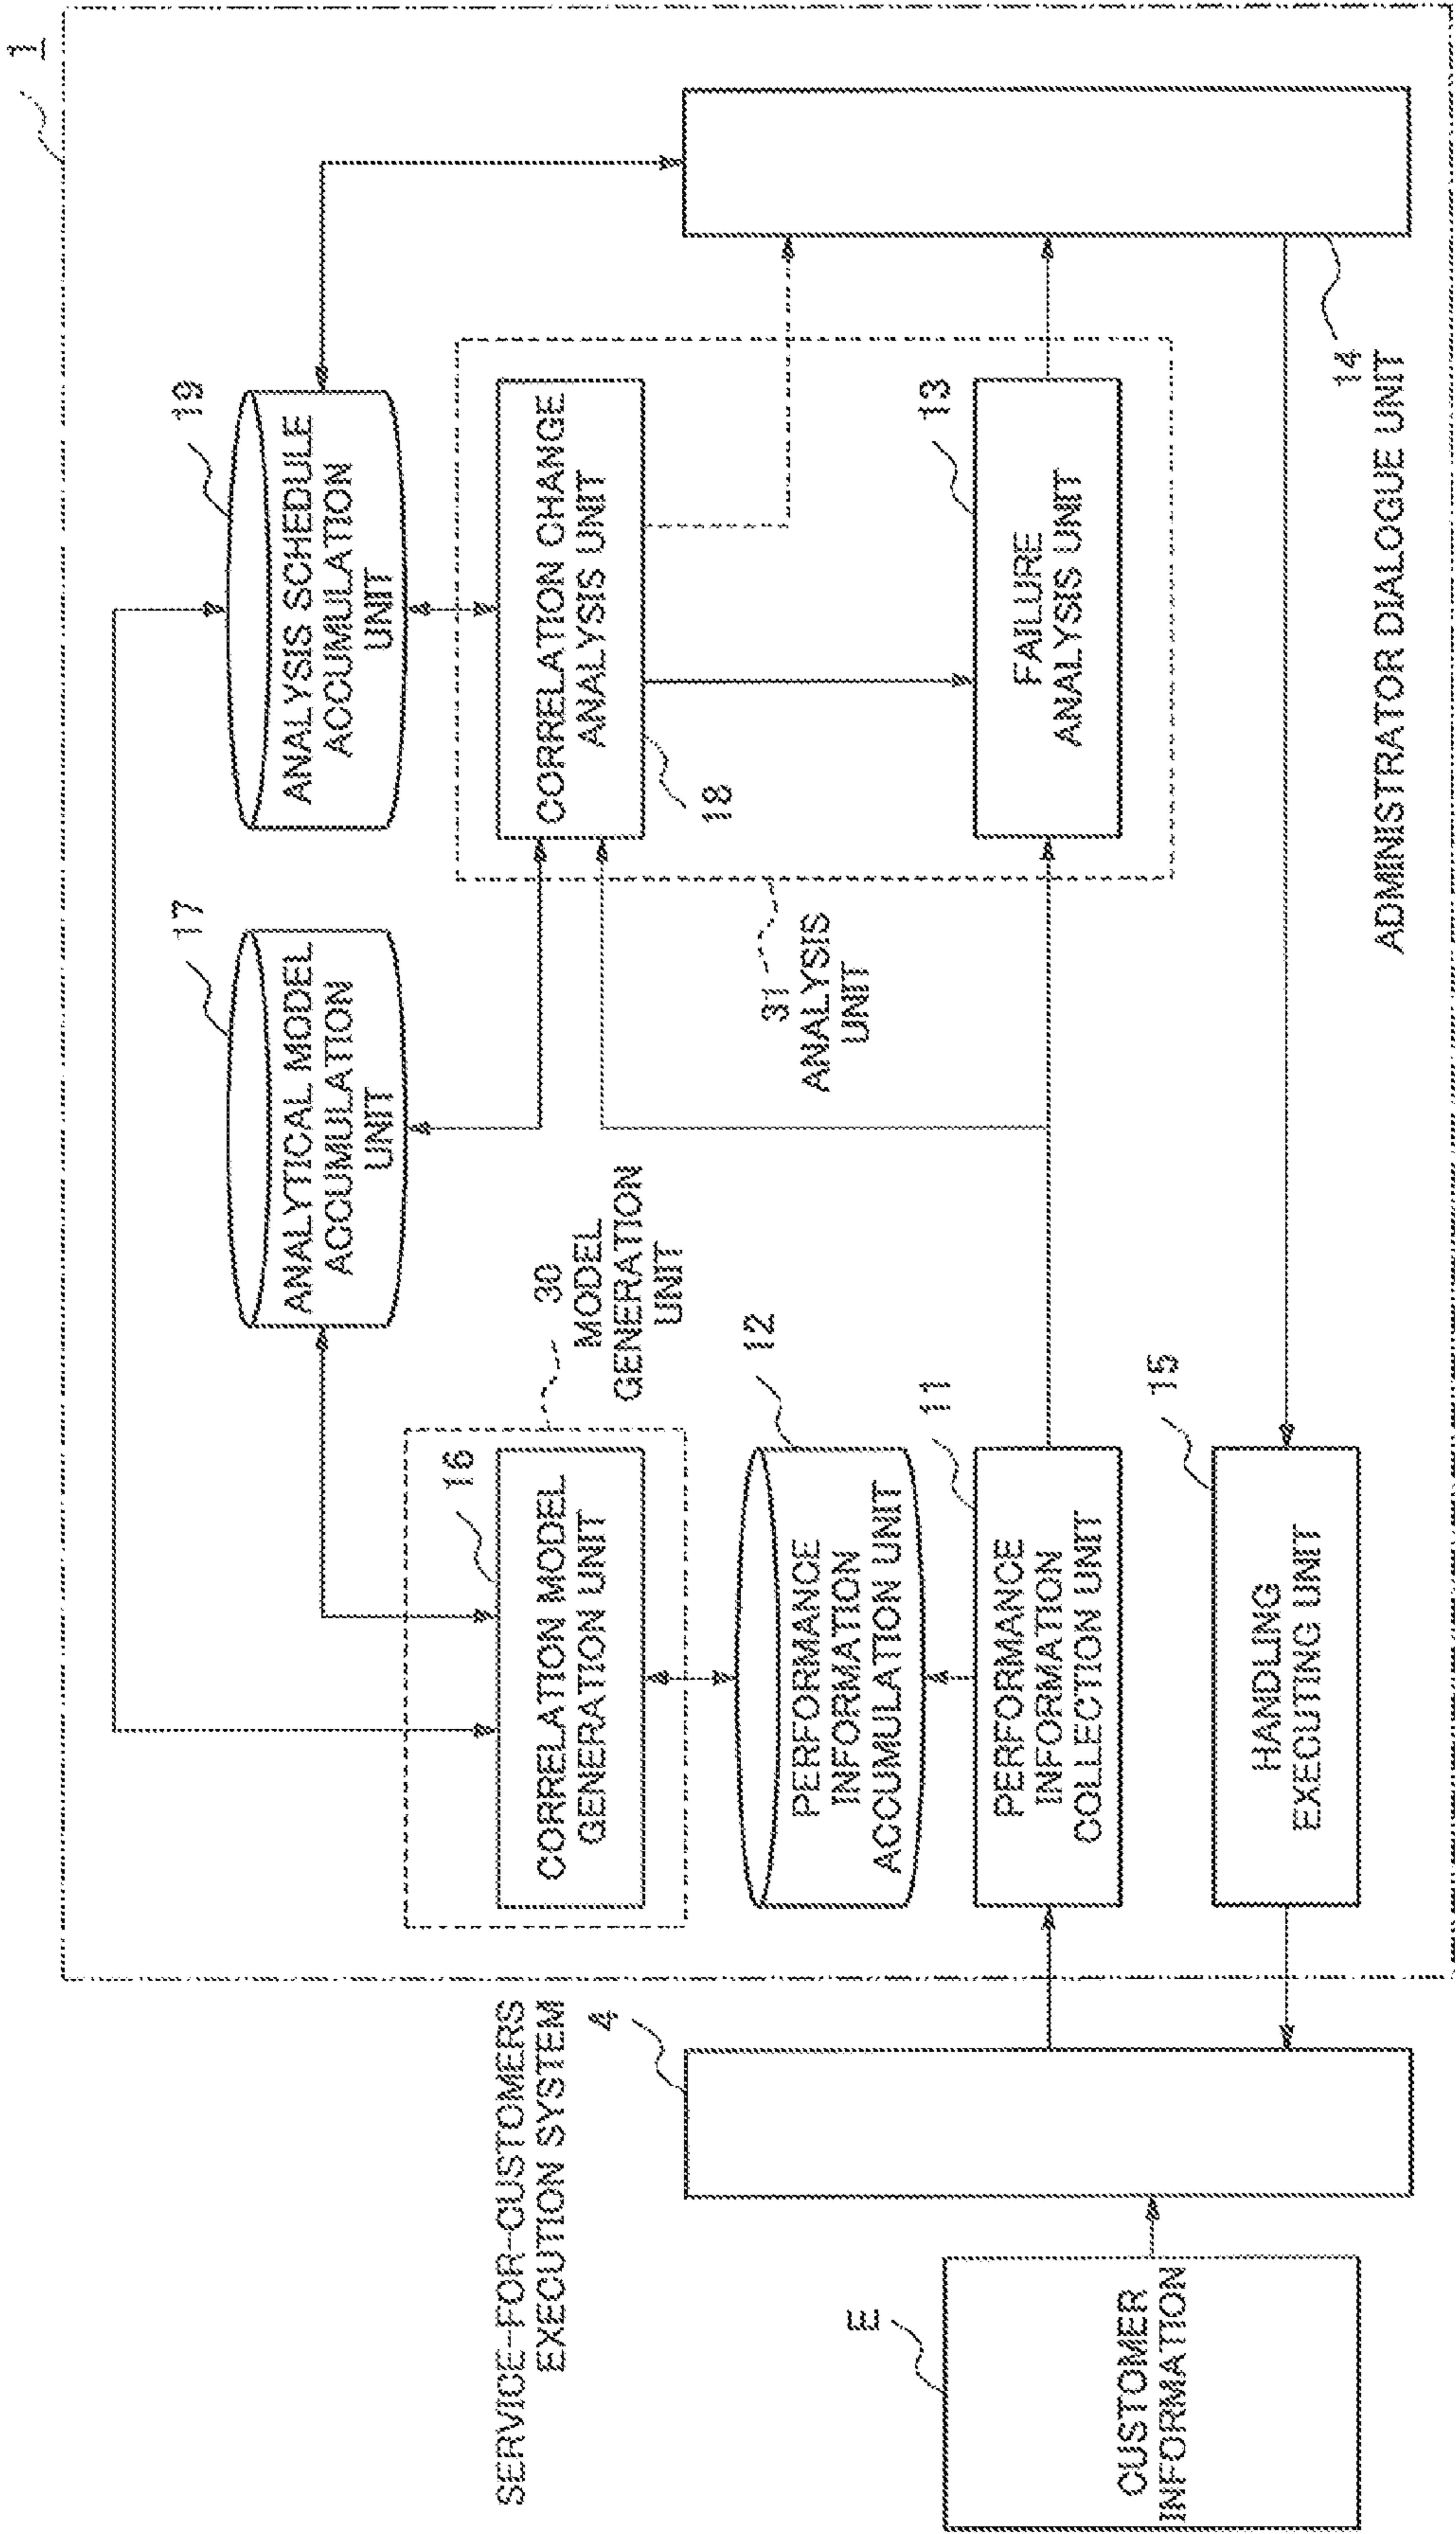 1
19
ANALYSIS SCHEDULE
ACCUMULATION
UNIT
17
ANALYTICAL MODEL
ACCUMULATION
UNIT
30
MODEL
GENERATION
UNIT
16
CORRELATION MODEL
GENERATION UNIT
CORRELATION CHANGE
ANALYSIS UNIT
18
SERVICE-FOR-CUSTOMERS
EXECUTION SYSTEM
4
12
PERFORMANCE
INFORMATION
ACCUMULATION UNIT
31
ANALYSIS
UNIT
11
PERFORMANCE
INFORMATION
COLLECTION UNIT
13
FAILURE
ANALYSIS UNIT
E
CUSTOMER
INFORMATION
15
HANDLING
EXECUTING UNIT
14
ADMINISTRATOR DIALOGUE UNIT